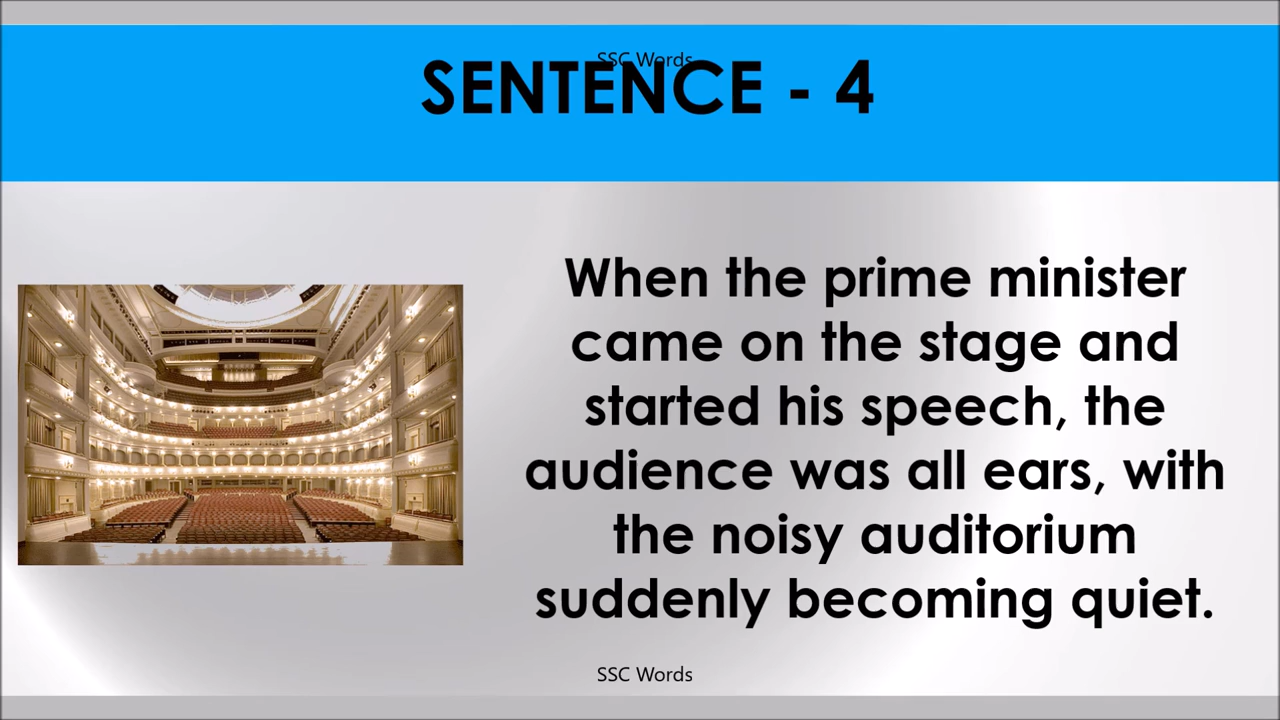 SSC Words
SENTENCE - 4
When the prime minister
came on the stage and
started his speech, the
audience was all ears, with
the noisy auditorium
suddenly becoming quiet.
SSC Words